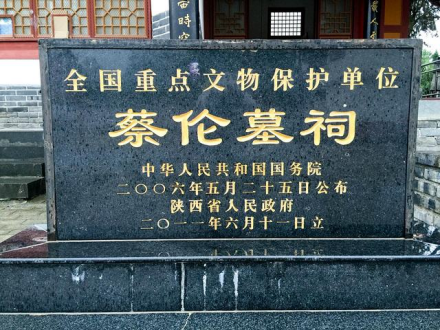 全国重点文物保护单位
蔡伦墓祠
中华人民共和国国务院
二〇〇六年五月二十五日公布
陕西省人民政府
二〇一一年六月十一日立